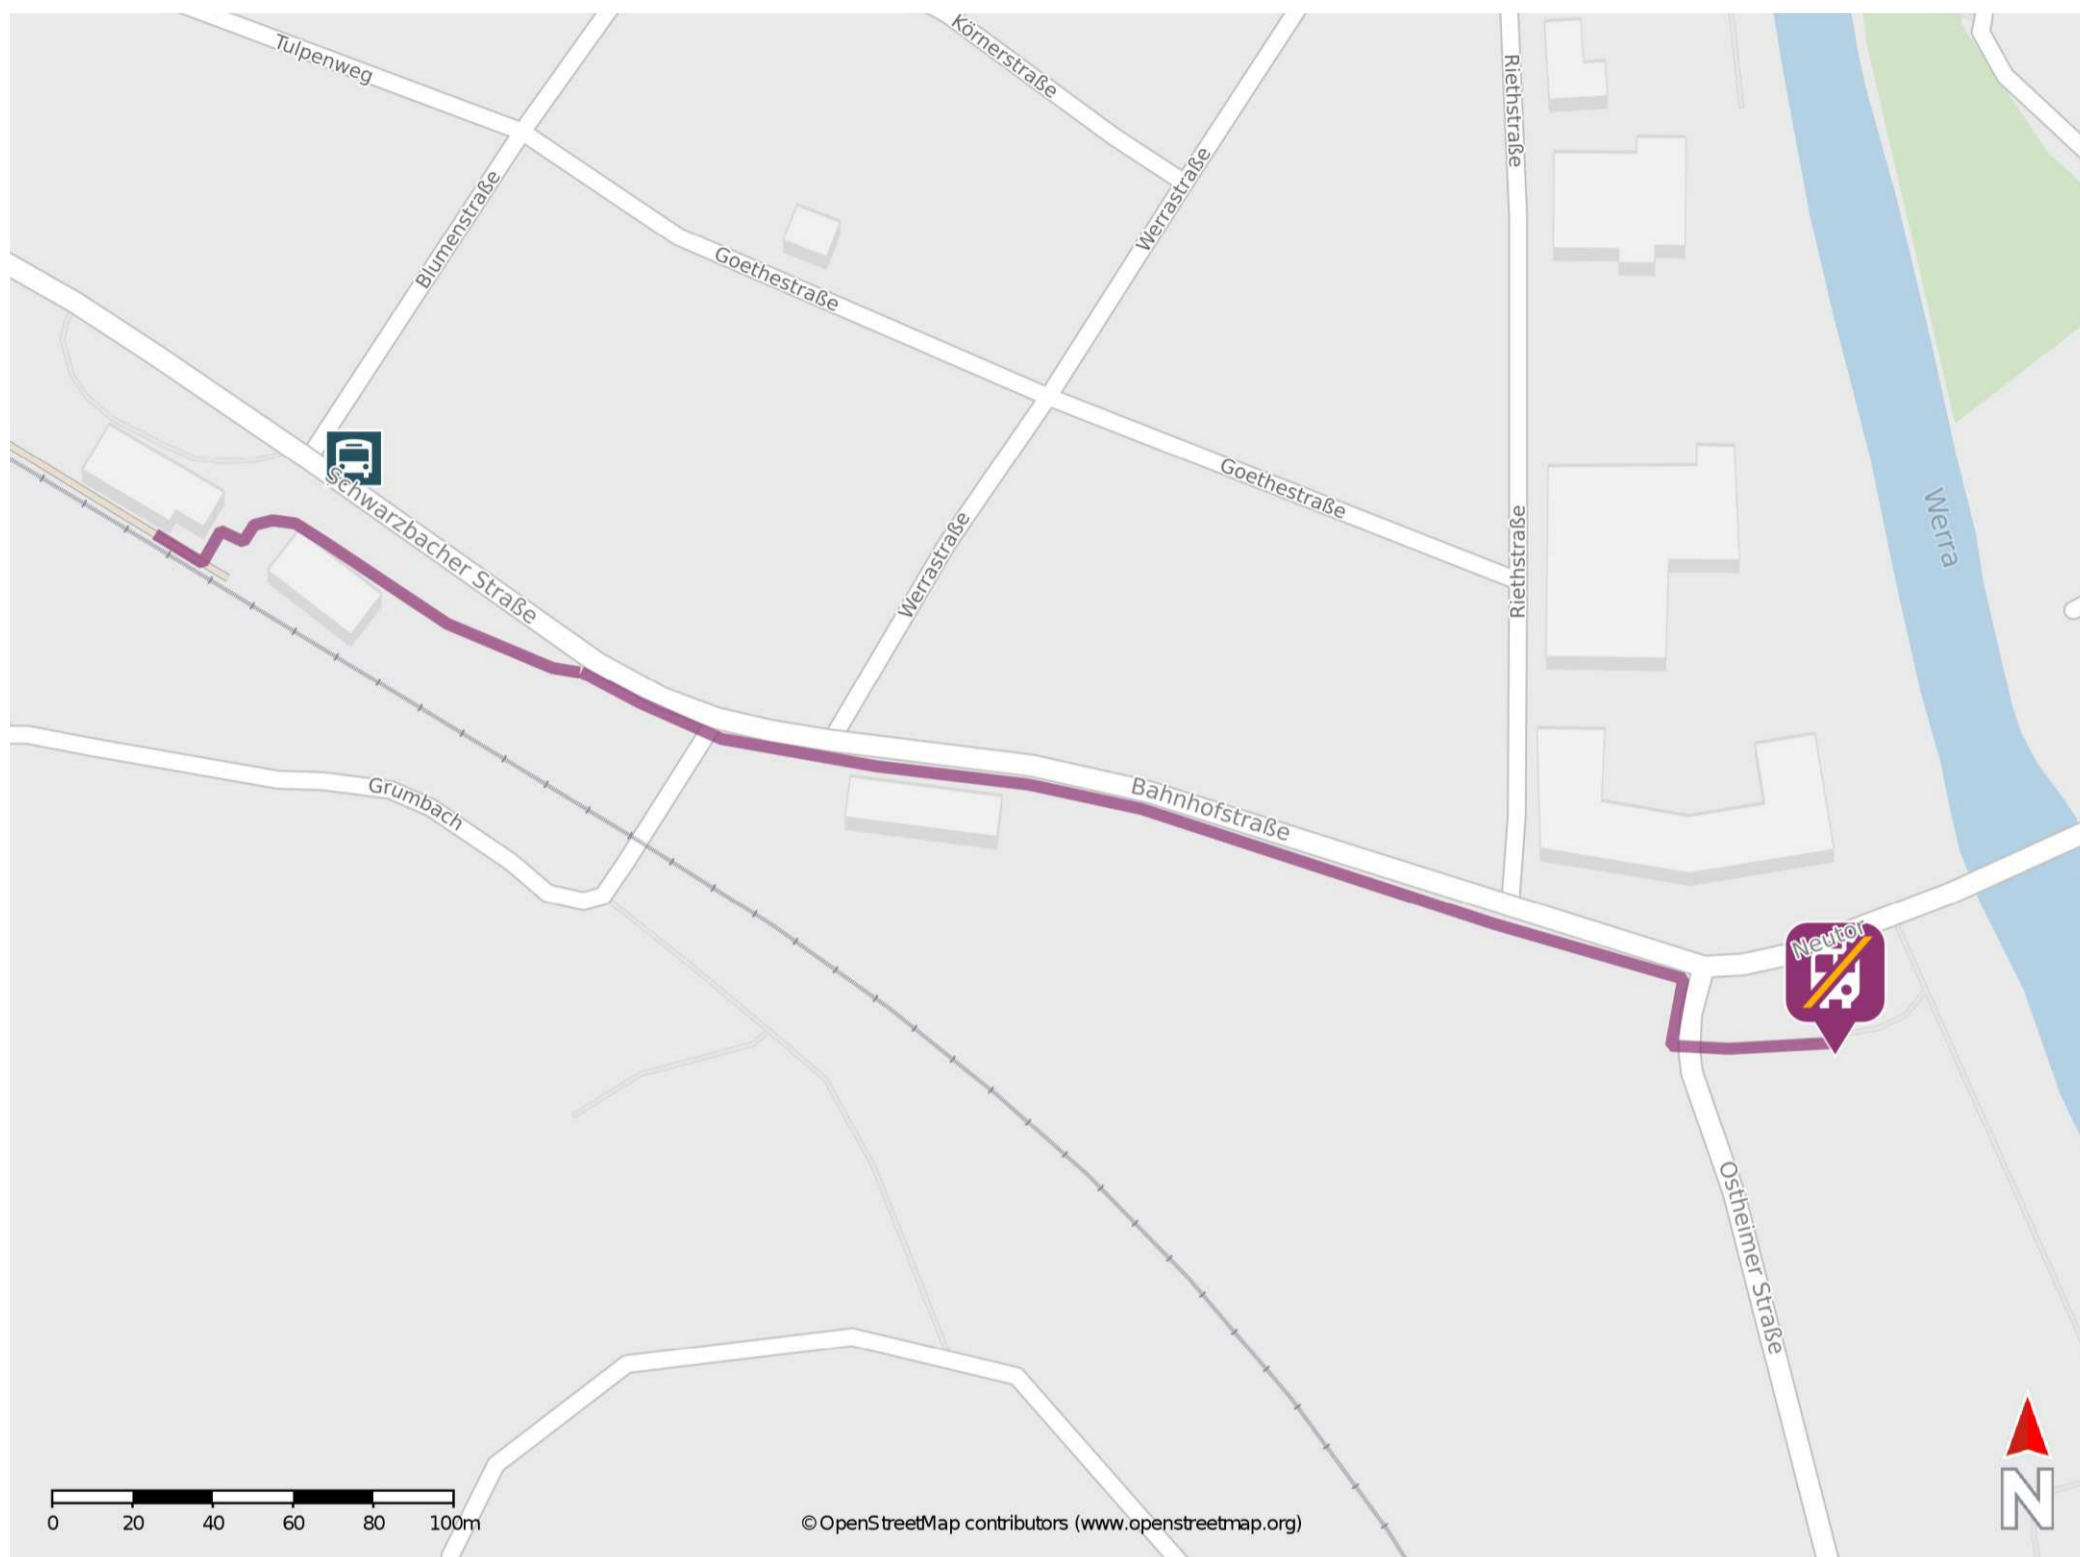 Tulpenweg
Körnerstraße
Riethstraße
Blumenstraße
Werrastraße
Goethestraße
Schwarzbacher Straße
Goethestraße
Werrastraße
Riethstraße
Werra
Grumbach
Bahnhofstraße
Neutor
Ostheimer Straße
N
0 20 40 60 80 100m
© OpenStreetMap contributors (www.openstreetmap.org)